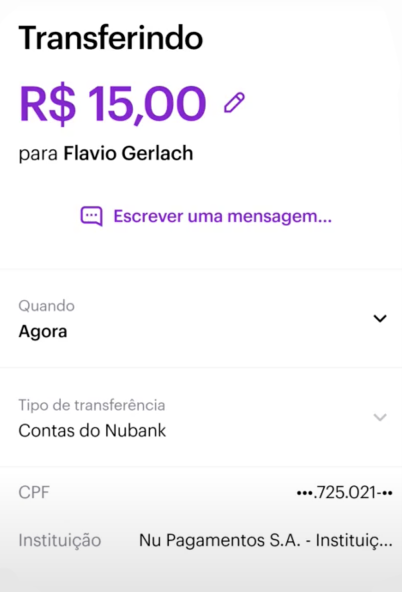 Transferindo
R$ 15,00
para Flavio Gerlach
Escrever uma mensagem...
Quando
Agora
Tipo de transferência
Contas do Nubank
CPF •••.725.021-••
Instituição Nu Pagamentos S.A. - Instituiç...